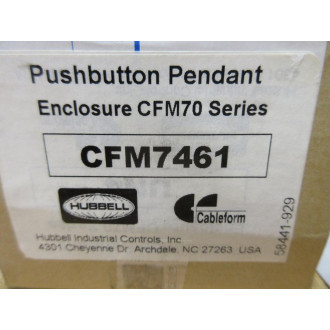 Pushbutton Pendant
Enclosure CFM70 Series
CFM7461
HUBBELL
Cableform
Hubbell Industrial Controls, Inc.
4301 Cheyenne Dr. Archdale, NC 27263, USA
58441-929